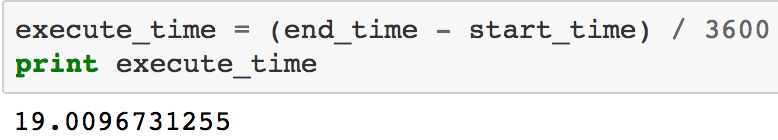 execute_time = (end_time - start_time) / 3600
print execute_time
19.0096731255